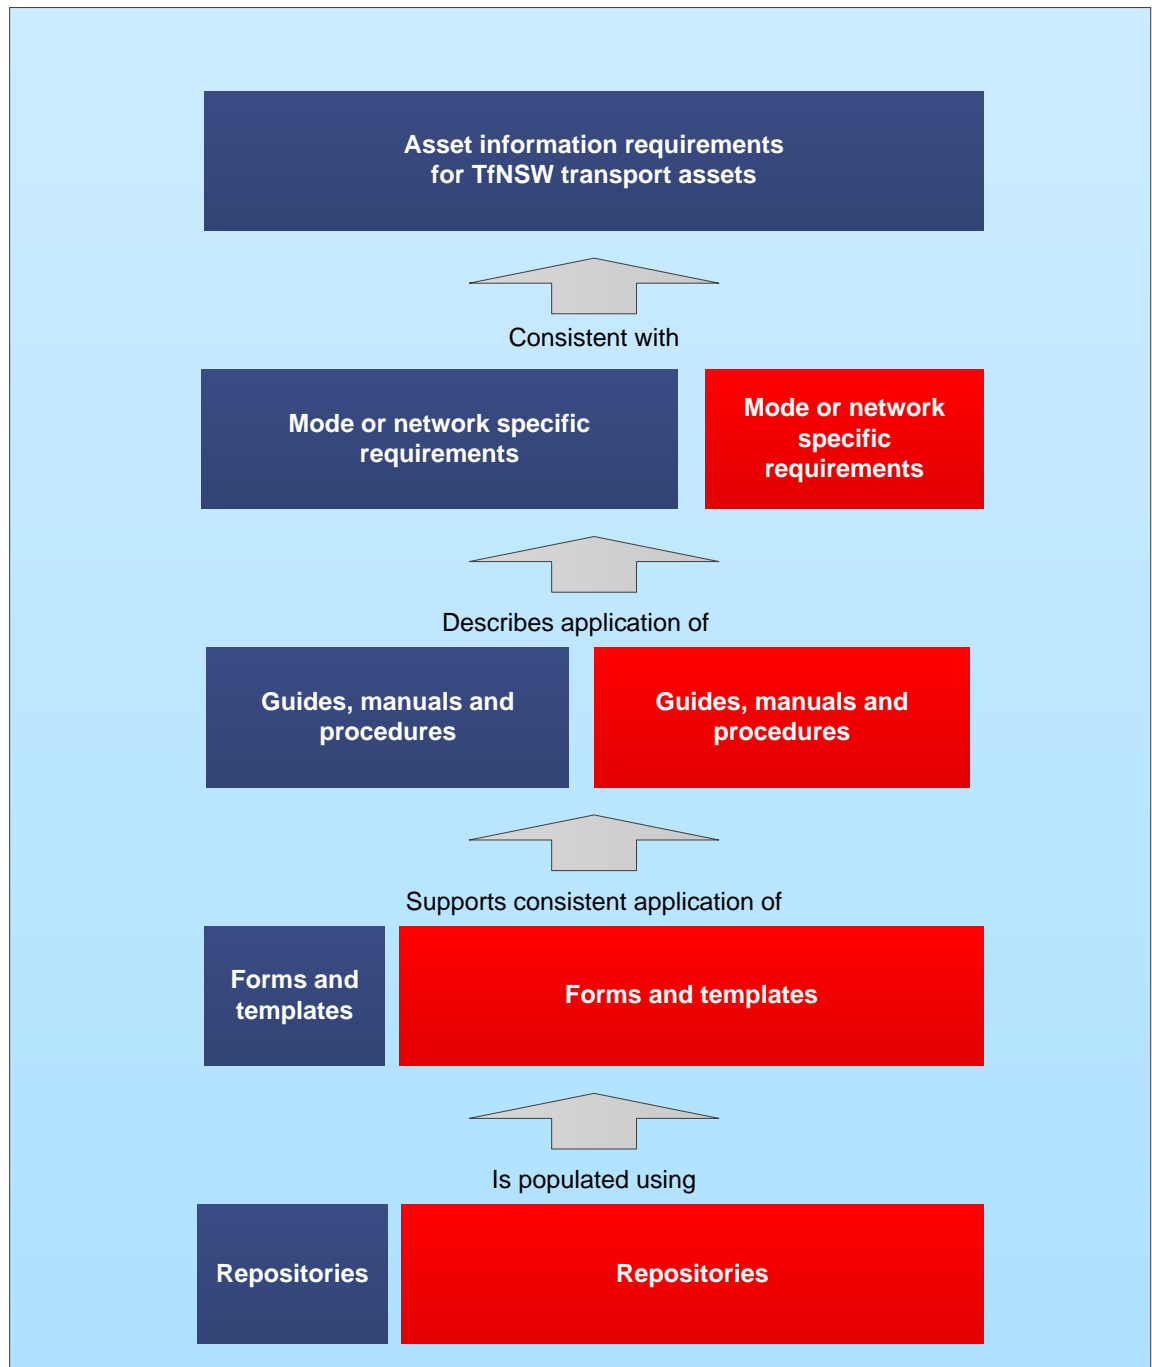 Asset information requirements
for TfNSW transport assets
Consistent with
Mode or network specific
requirements
Mode or network
specific
requirements
Describes application of
Guides, manuals and
procedures
Guides, manuals and
procedures
Supports consistent application of
Forms and
templates
Forms and templates
Is populated using
Repositories
Repositories